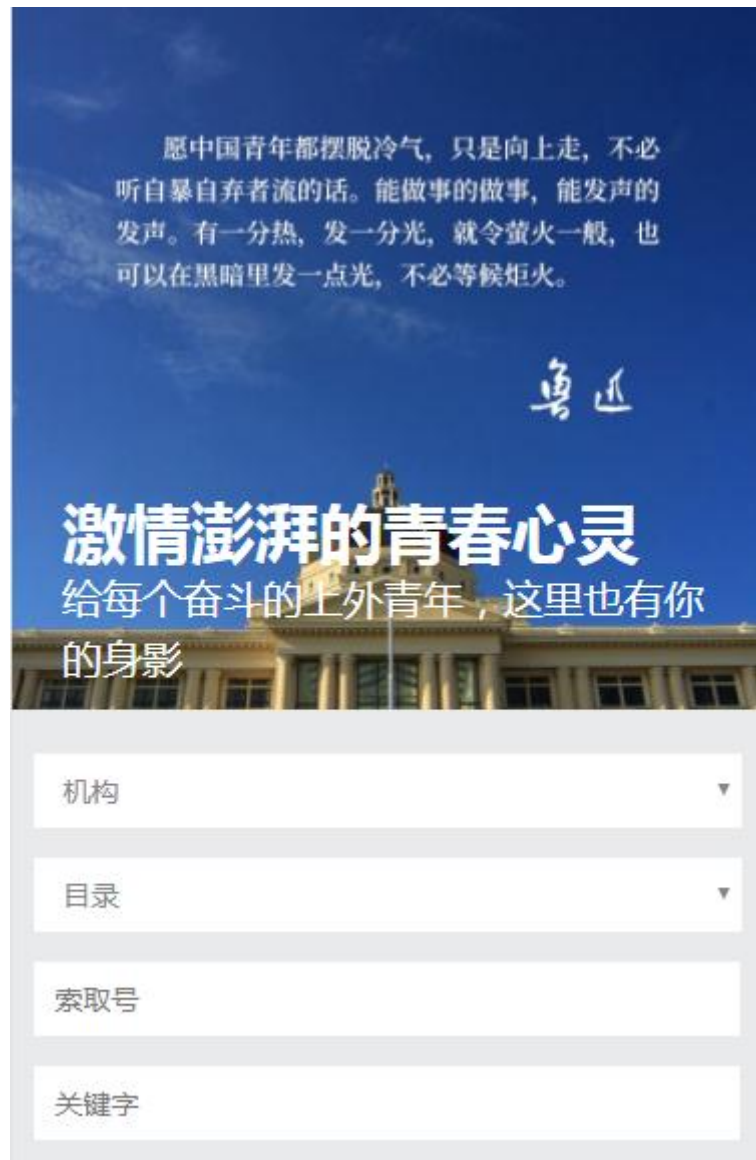 愿中国青年都摆脱冷气，只是向上走，不必
听自暴自弃者流的话。能做事的做事，能发声的
发声。有一分热，发一分光，就令萤火一般，也
可以在黑暗里发一点光，不必等候炬火。
鲁迅
激情澎湃的青春心灵
给每个奋斗的上外青年，这里也有你
的身影
机构
目录
索取号
关键字